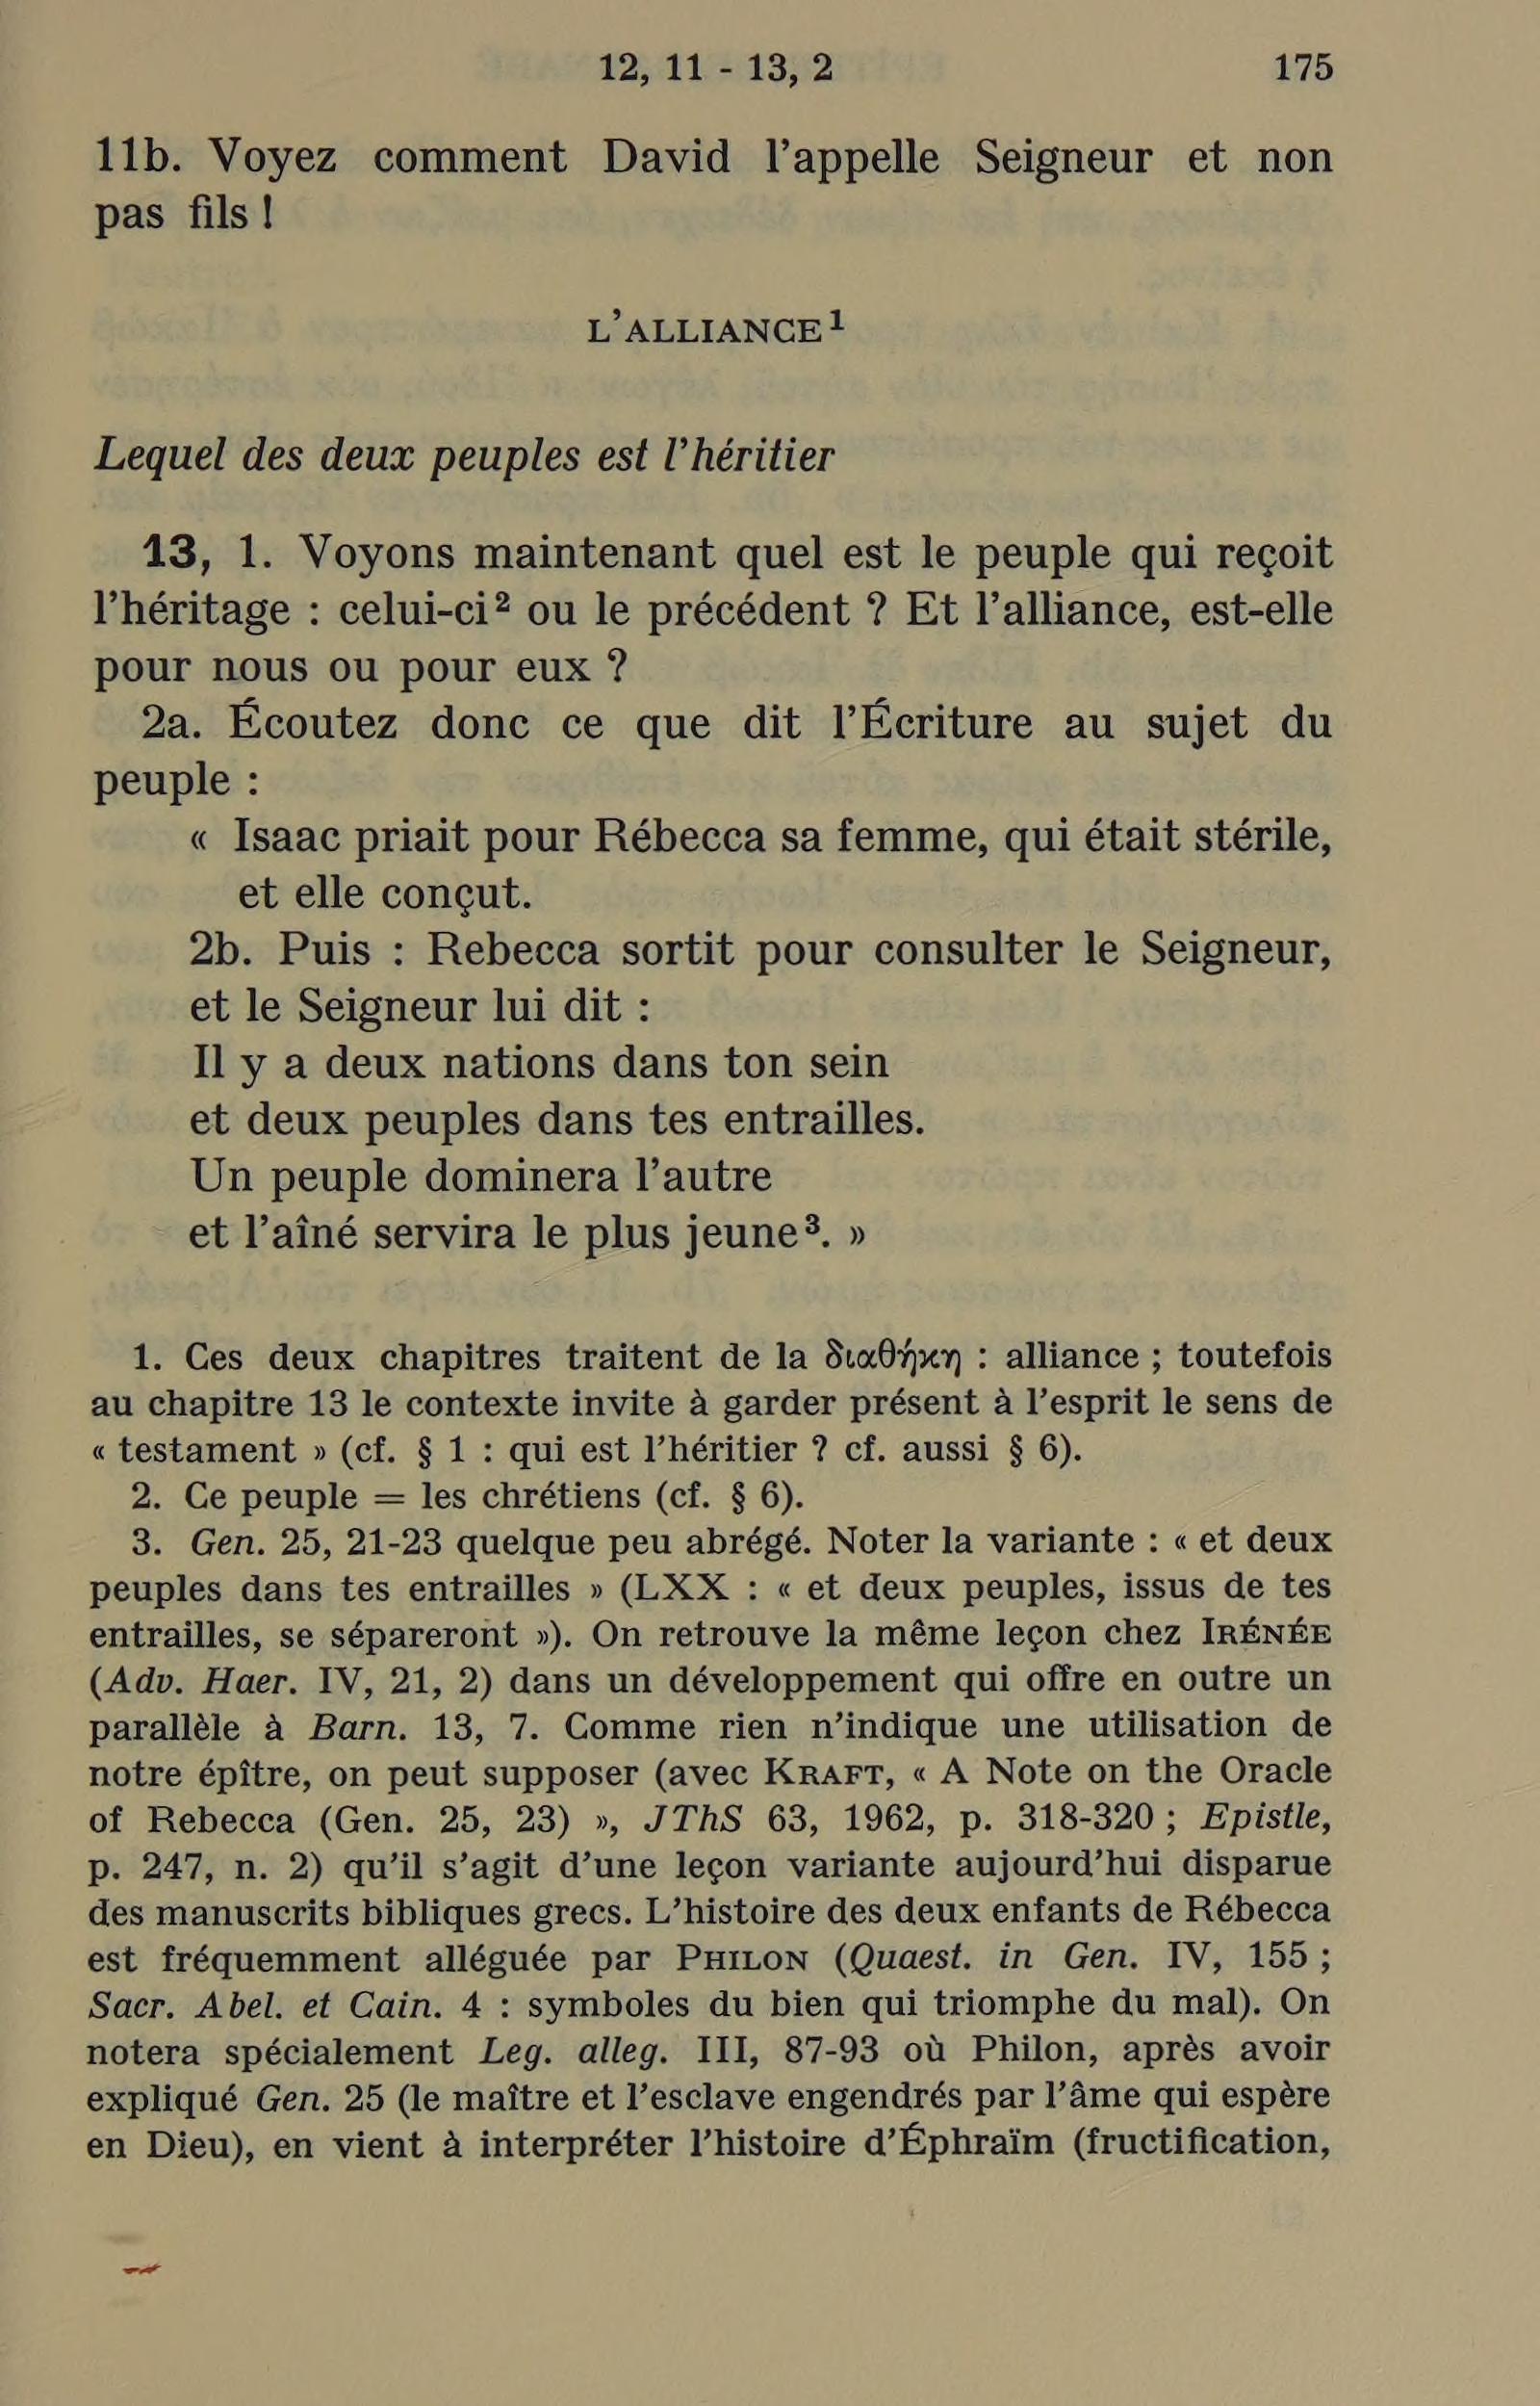 12, 11 - 13, 2 175
11b. Voyez comment David l’appelle Seigneur et non
pas fils !
L’ALLIANCE¹
Lequel des deux peuples est l’héritier
13, 1. Voyons maintenant quel est le peuple qui reçoit
l’héritage : celui-ci² ou le précédent ? Et l’alliance, est-elle
pour nous ou pour eux ?
2a. Écoutez donc ce que dit l’Écriture au sujet du
peuple :
« Isaac priait pour Rébecca sa femme, qui était stérile,
et elle conçut.
2b. Puis : Rebecca sortit pour consulter le Seigneur,
et le Seigneur lui dit :
Il y a deux nations dans ton sein
et deux peuples dans tes entrailles.
Un peuple dominera l’autre
et l’aîné servira le plus jeune³. »
1. Ces deux chapitres traitent de la διαθήκη : alliance ; toutefois
au chapitre 13 le contexte invite à garder présent à l’esprit le sens de
« testament » (cf. § 1 : qui est l’héritier ? cf. aussi § 6).
2. Ce peuple = les chrétiens (cf. § 6).
3. Gen. 25, 21-23 quelque peu abrégé. Noter la variante : « et deux
peuples dans tes entrailles » (LXX : « et deux peuples, issus de tes
entrailles, se sépareront »). On retrouve la même leçon chez IRÉNÉE
(Adv. Haer. IV, 21, 2) dans un développement qui offre en outre un
parallèle à Barn. 13, 7. Comme rien n’indique une utilisation de
notre épître, on peut supposer (avec KRAFT, « A Note on the Oracle
of Rebecca (Gen. 25, 23) », JThS 63, 1962, p. 318-320 ; Epistle,
p. 247, n. 2) qu’il s’agit d’une leçon variante aujourd’hui disparue
des manuscrits bibliques grecs. L’histoire des deux enfants de Rébecca
est fréquemment alléguée par PHILON (Quaest. in Gen. IV, 155 ;
Sacr. Abel. et Cain. 4 : symboles du bien qui triomphe du mal). On
notera spécialement Leg. alleg. III, 87-93 où Philon, après avoir
expliqué Gen. 25 (le maître et l’esclave engendrés par l’âme qui espère
en Dieu), en vient à interpréter l’histoire d’Éphraïm (fructification,